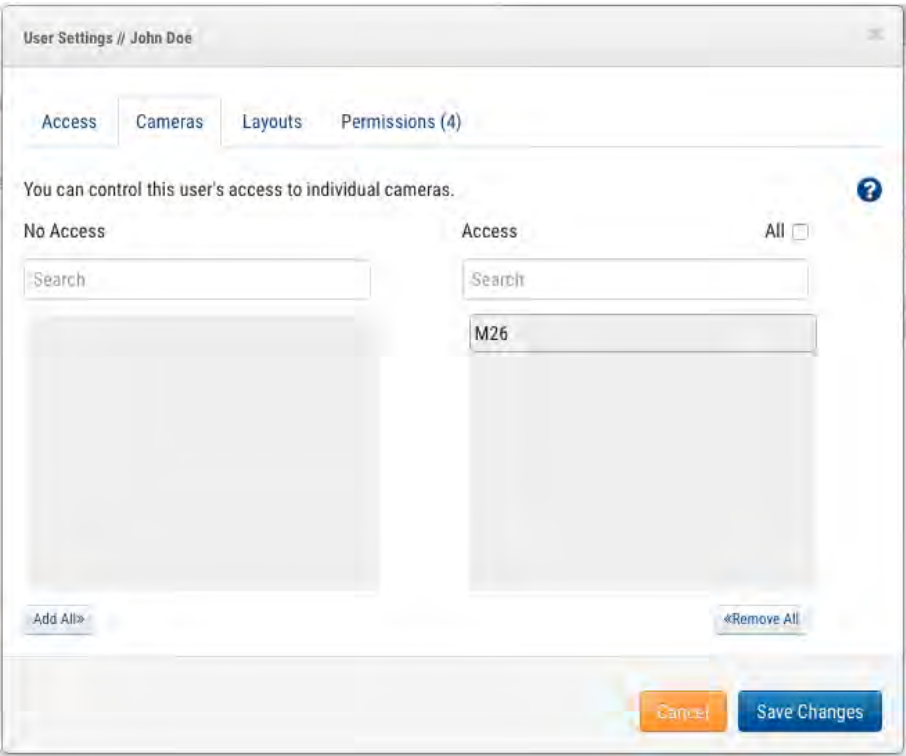 User Settings // John Doe
Access Cameras Layouts Permissions (4)
You can control this user's access to individual cameras.
No Access Access All
Search Search
M26
Add All» «Remove All
Cancel Save Changes